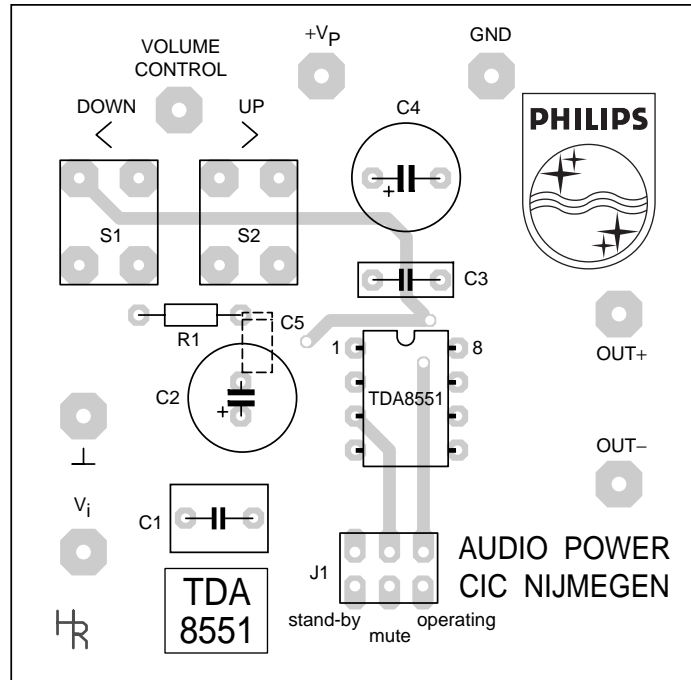 +VP
GND
VOLUME
CONTROL
DOWN
UP
<
>
C4
+
PHILIPS
S1
S2
C3
R1
C5
1
8
OUT+
C2
+
TDA8551
OUT−
⊥
Vi
C1
J1
AUDIO POWER
CIC NIJMEGEN
TDA
8551
stand-by
mute
operating
HR